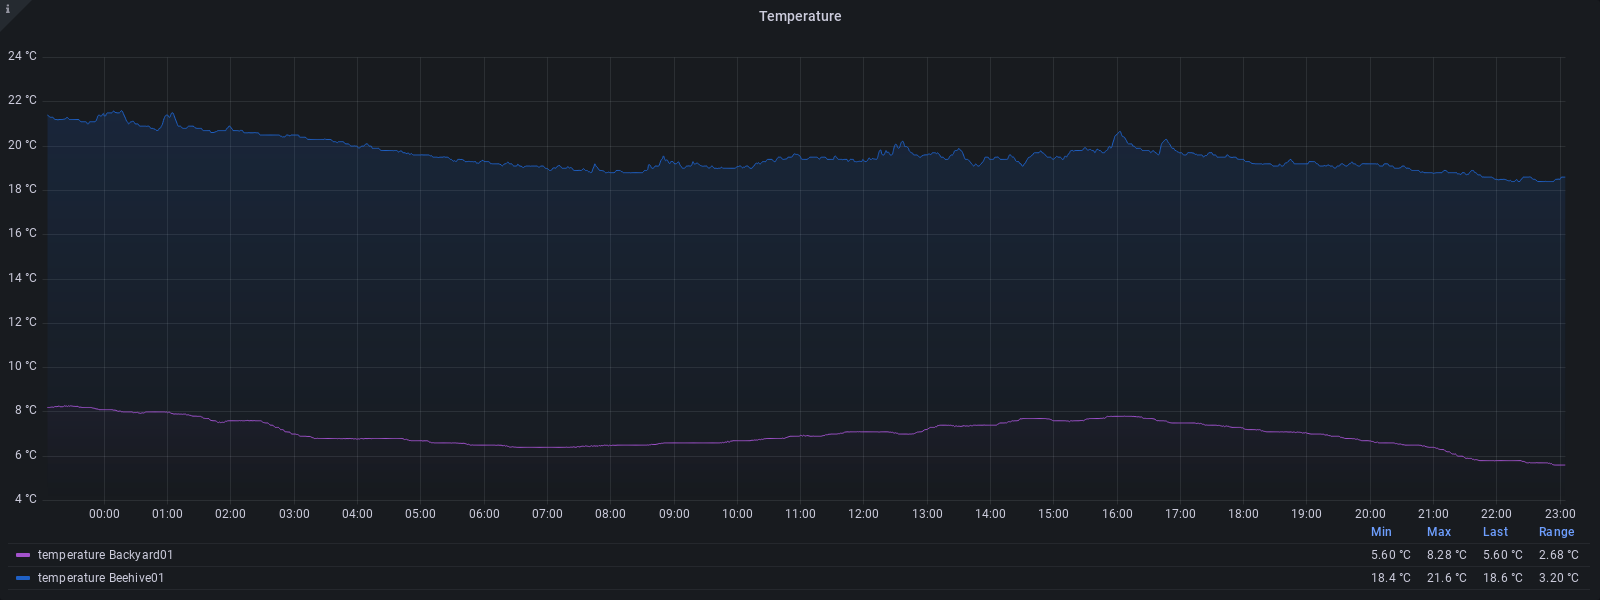 i
Temperature
24 °C
22 °C
20 °C
18 °C
16 °C
14 °C
12 °C
10 °C
8 °C
6 °C
4 °C
00:00 01:00 02:00 03:00 04:00 05:00 06:00 07:00 08:00 09:00 10:00 11:00 12:00 13:00 14:00 15:00 16:00 17:00 18:00 19:00 20:00 21:00 22:00 23:00
Min Max Last Range
temperature Backyard01 5.60 °C 8.28 °C 5.60 °C 2.68 °C
temperature Beehive01 18.4 °C 21.6 °C 18.6 °C 3.20 °C